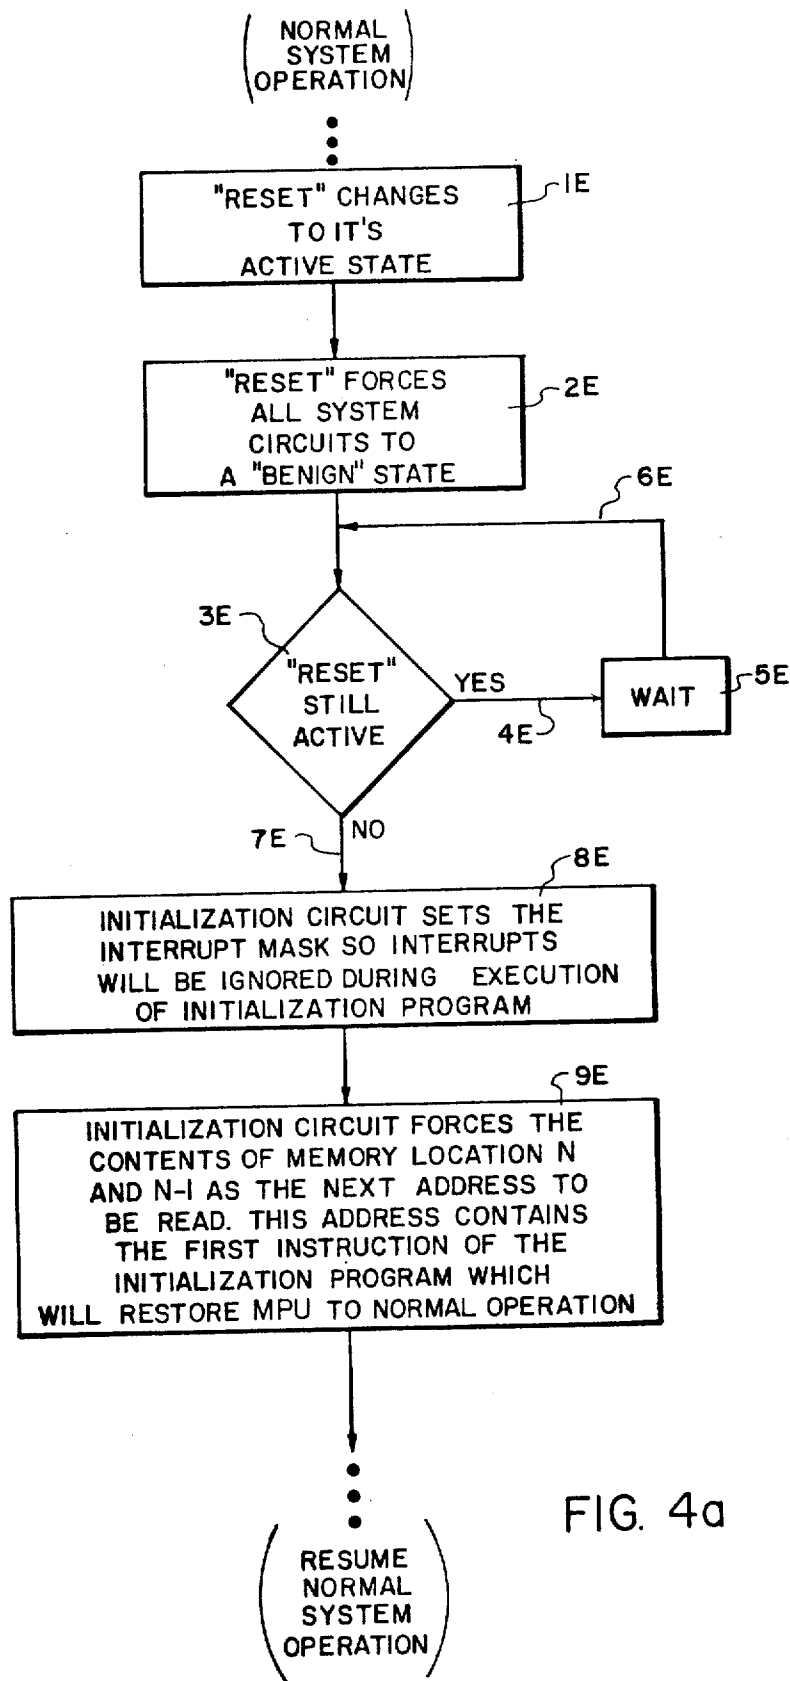 NORMAL
SYSTEM
OPERATION
"RESET" CHANGES
TO IT'S
ACTIVE STATE
1E
"RESET" FORCES
ALL SYSTEM
CIRCUITS TO
A "BENIGN" STATE
2E
6E
3E
"RESET"
STILL
ACTIVE
YES
4E
WAIT
5E
7E
NO
8E
INITIALIZATION CIRCUIT SETS THE
INTERRUPT MASK SO INTERRUPTS
WILL BE IGNORED DURING EXECUTION
OF INITIALIZATION PROGRAM
9E
INITIALIZATION CIRCUIT FORCES THE
CONTENTS OF MEMORY LOCATION N
AND N-1 AS THE NEXT ADDRESS TO
BE READ. THIS ADDRESS CONTAINS
THE FIRST INSTRUCTION OF THE
INITIALIZATION PROGRAM WHICH
WILL RESTORE MPU TO NORMAL OPERATION
FIG. 4a
RESUME
NORMAL
SYSTEM
OPERATION